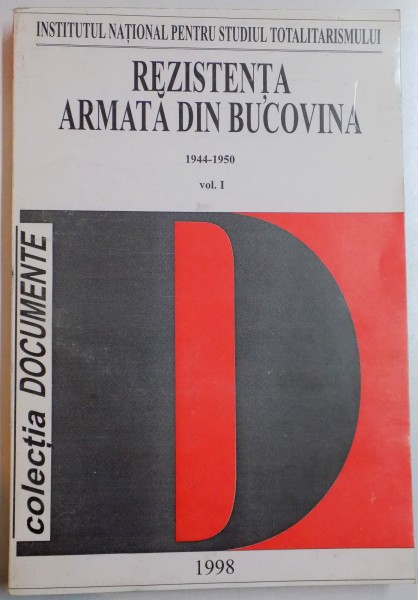 INSTITUTUL NAȚIONAL PENTRU STUDIUL TOTALITARISMULUI
REZISTENȚA
ARMATĂ DIN BUCOVINA
1944-1950
vol. I
colecția DOCUMENTE
D
1998